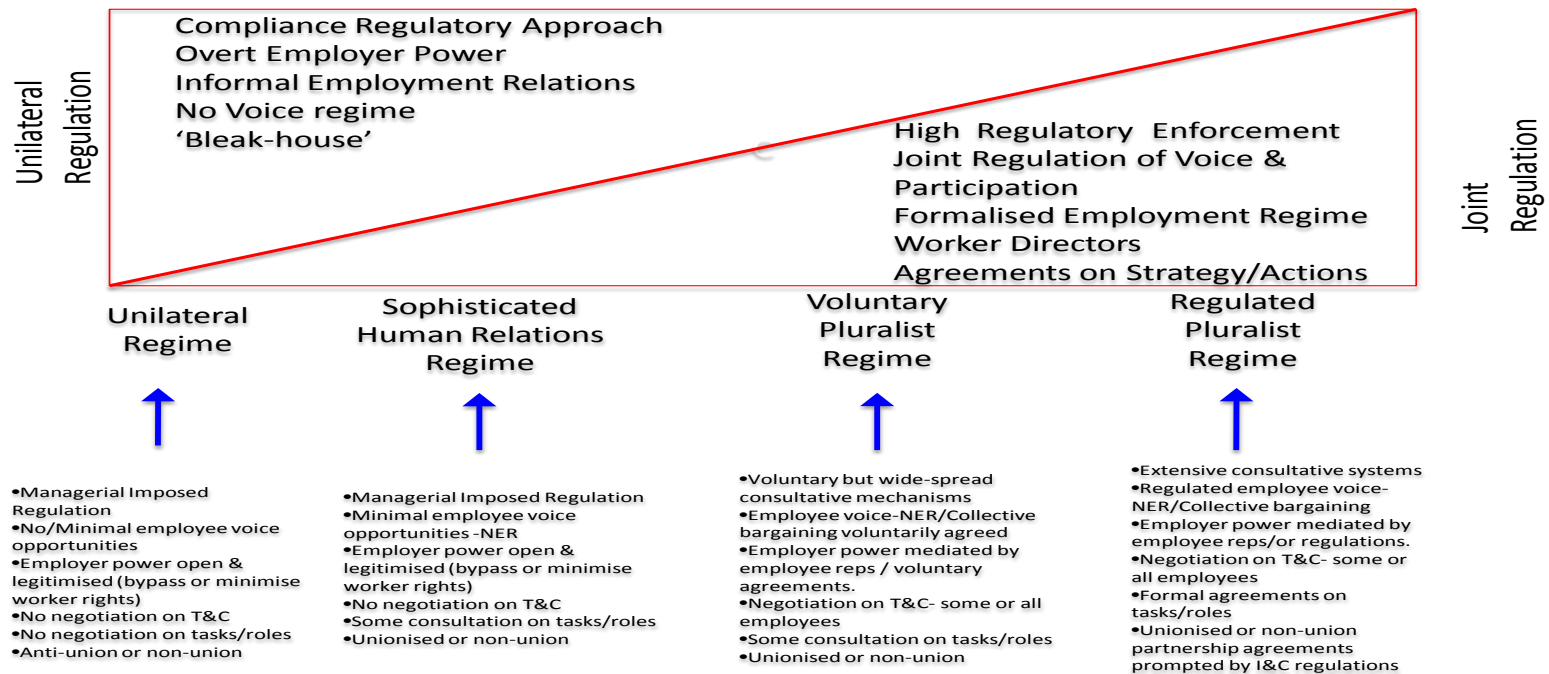 Unilateral
Regulation
Compliance Regulatory Approach
Overt Employer Power
Informal Employment Relations
No Voice regime
‘Bleak-house’
High Regulatory Enforcement
Joint Regulation of Voice &
Participation
Formalised Employment Regime
Worker Directors
Agreements on Strategy/Actions
Joint
Regulation
Unilateral
Regime
Sophisticated
Human Relations
Regime
Voluntary
Pluralist
Regime
Regulated
Pluralist
Regime
•Managerial Imposed
Regulation
•No/Minimal employee voice
opportunities
•Employer power open &
legitimised (bypass or minimise
worker rights)
•No negotiation on T&C
•No negotiation on tasks/roles
•Anti-union or non-union
•Managerial Imposed Regulation
•Minimal employee voice
opportunities -NER
•Employer power open &
legitimised (bypass or minimise
worker rights)
•No negotiation on T&C
•Some consultation on tasks/roles
•Unionised or non-union
•Voluntary but wide-spread
consultative mechanisms
•Employee voice-NER/Collective
bargaining voluntarily agreed
•Employer power mediated by
employee reps / voluntary
agreements.
•Negotiation on T&C- some or all
employees
•Some consultation on tasks/roles
•Unionised or non-union
•Extensive consultative systems
•Regulated employee voice-
NER/Collective bargaining
•Employer power mediated by
employee reps/or regulations.
•Negotiation on T&C- some or
all employees
•Formal agreements on
tasks/roles
•Unionised or non-union
partnership agreements
prompted by I&C regulations